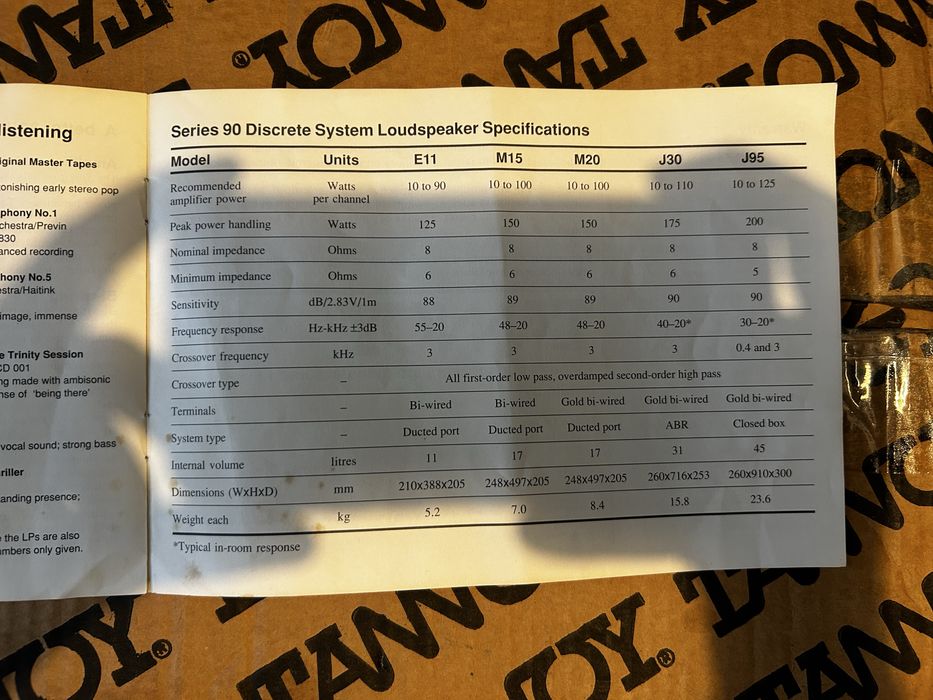 TANNOY
TANNOY
TANNOY
listening
iginal Master Tapes
onishing early stereo pop
phony No.1
chestra/Previn
830
anced recording
hony No.5
estra/Haitink
image, immense
e Trinity Session
CD 001
ng made with ambisonic
nse of 'being there'
vocal sound; strong bass
riller
anding presence;
e the LPs are also
umbers only given.
Series 90 Discrete System Loudspeaker Specifications
Model Units E11 M15 M20 J30 J95
Recommended amplifier power Watts per channel 10 to 90 10 to 100 10 to 100 10 to 110 10 to 125
Peak power handling Watts 125 150 150 175 200
Nominal impedance Ohms 8 8 8 8 8
Minimum impedance Ohms 6 6 6 6 5
Sensitivity dB/2.83V/1m 88 89 89 90 90
Frequency response Hz-kHz ±3dB 55–20 48–20 48–20 40–20* 30–20*
Crossover frequency kHz 3 3 3 3 0.4 and 3
Crossover type – All first-order low pass, overdamped second-order high pass
Terminals – Bi-wired Bi-wired Gold bi-wired Gold bi-wired Gold bi-wired
System type – Ducted port Ducted port Ducted port ABR Closed box
Internal volume litres 11 17 17 31 45
Dimensions (WxHxD) mm 210x388x205 248x497x205 248x497x205 260x716x253 260x910x300
Weight each kg 5.2 7.0 8.4 15.8 23.6
*Typical in-room response
TANNOY®
TANNOY®
TANNOY